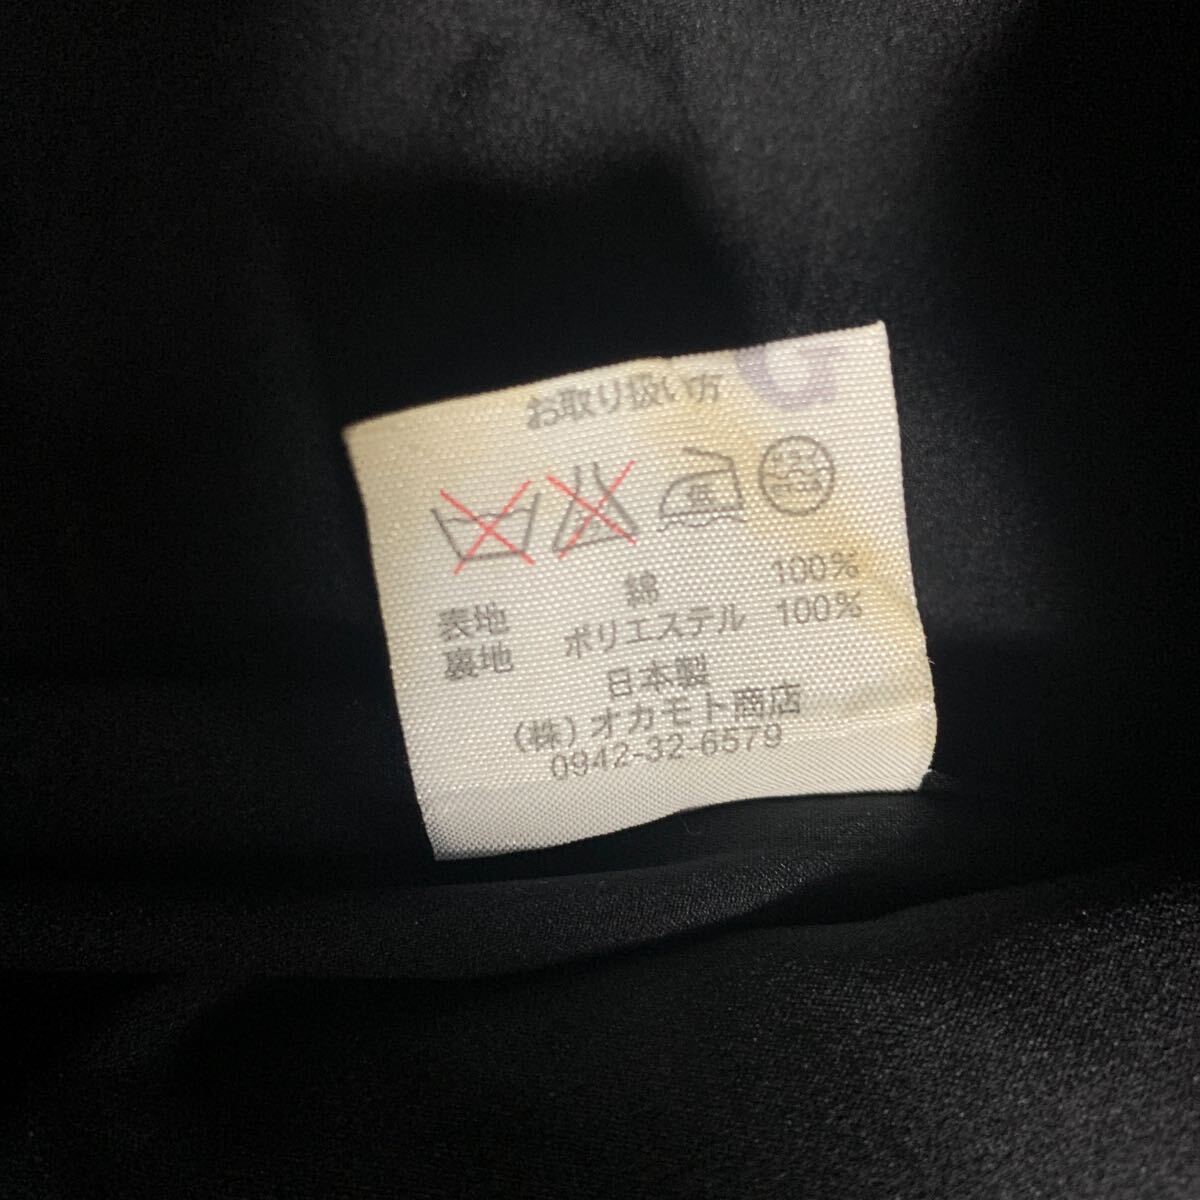 お取り扱い方
表地 綿 100%
裏地 ポリエステル 100%
日本製
(株)オカモト商店
0942-32-6579